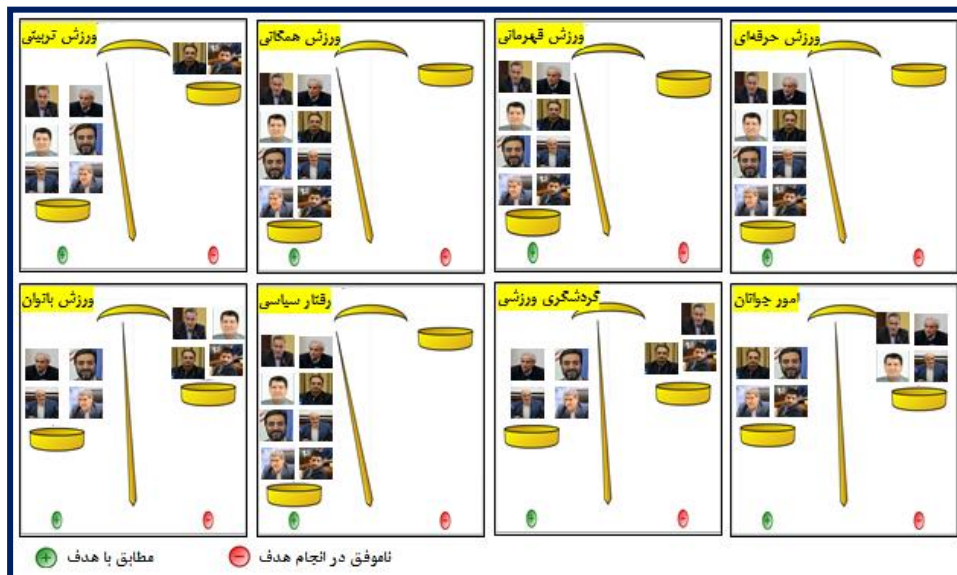 ورزش تربیتی
ورزش همگانی
ورزش قهرمانی
ورزش حرفه‌ای
ورزش بانوان
رفتار سیاسی
گردشگری ورزشی
امور جوانان
مطابق با هدف
ناموفق در انجام هدف